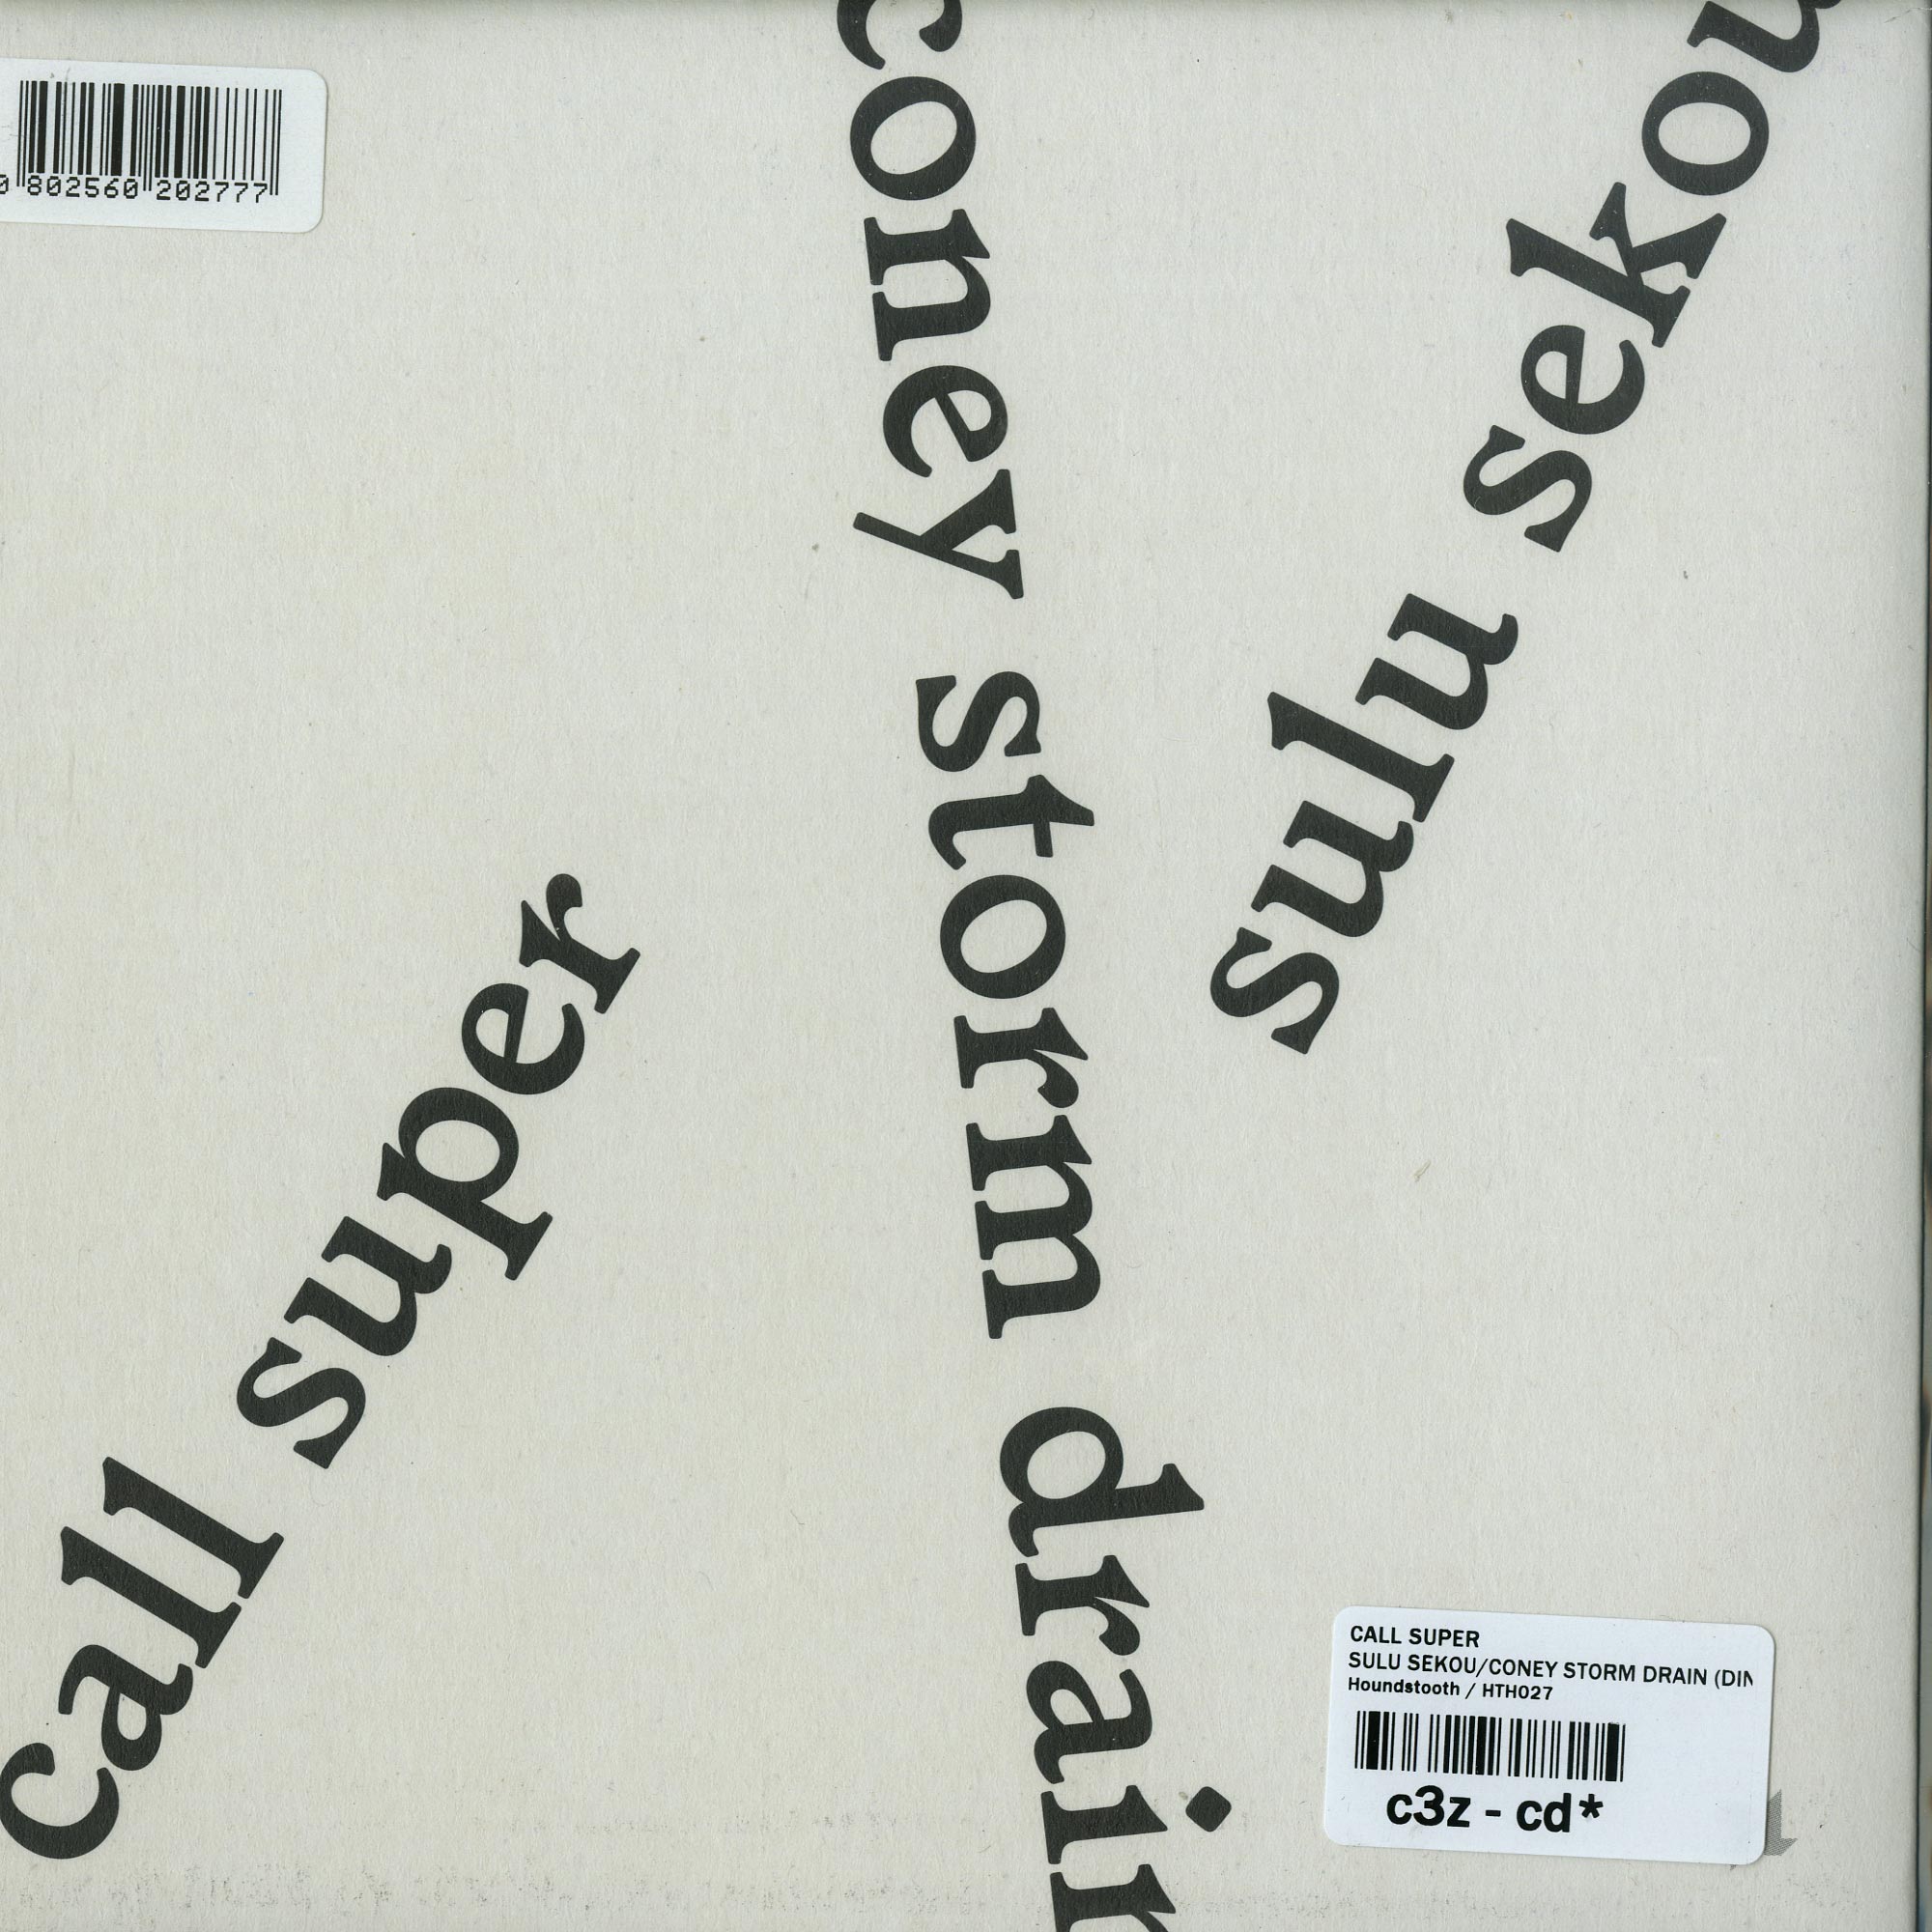 0 802560 202777
coney storm drain
sulu sekou
call super
CALL SUPER
SULU SEKOU/CONEY STORM DRAIN (DIN
Houndstooth / HTH027
c3z - cd*